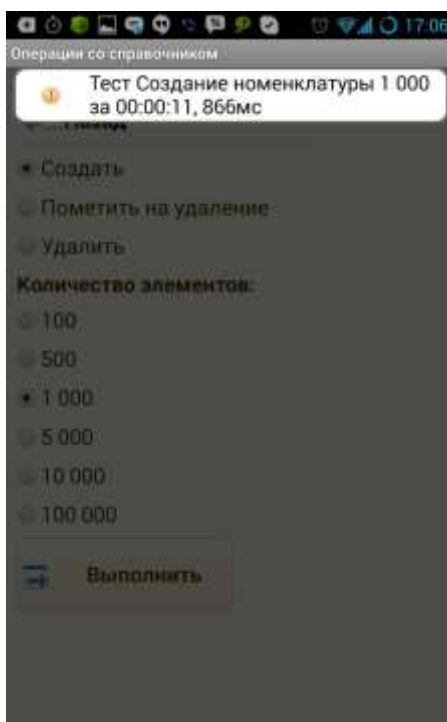 17:06
Операции со справочником
Тест Создание номенклатуры 1 000
за 00:00:11, 866мс
Создать
Пометить на удаление
Удалить
Количество элементов:
100
500
1 000
5 000
10 000
100 000
Выполнить